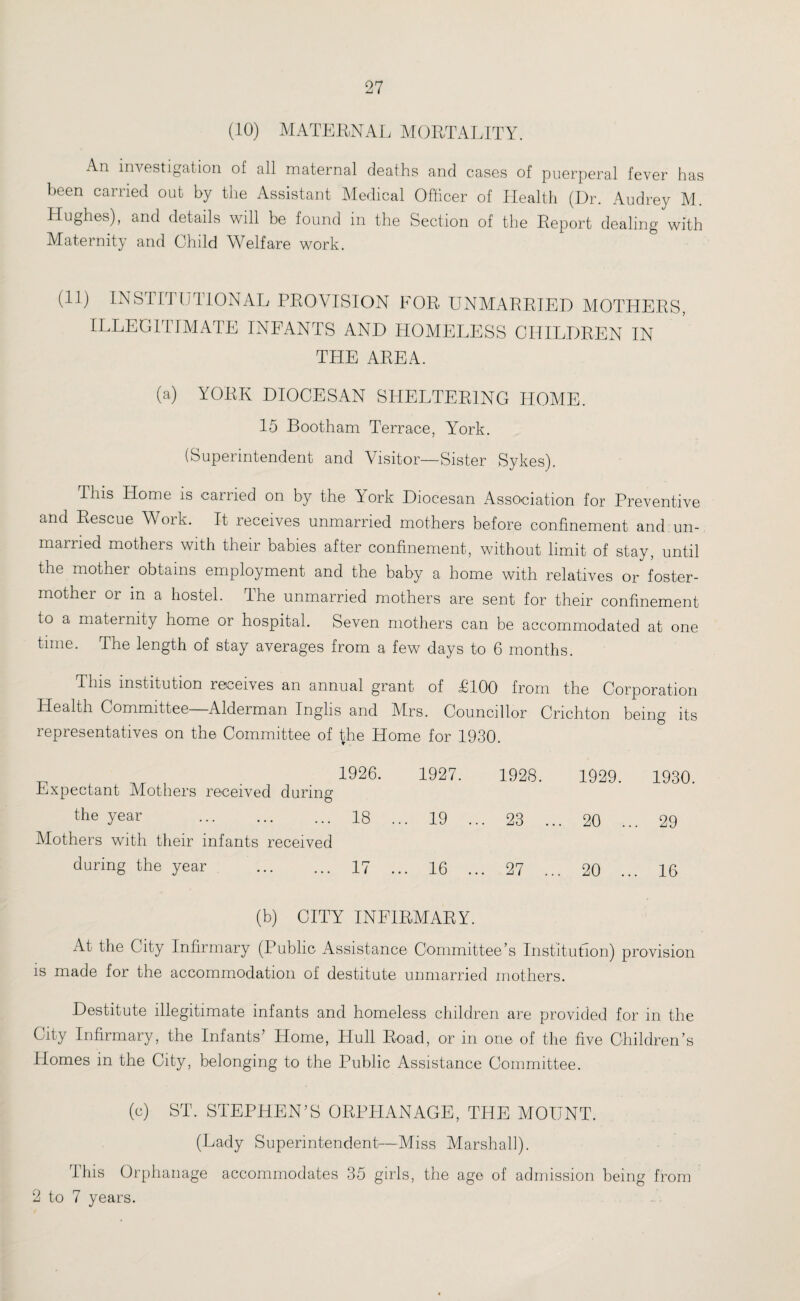 27
(10) MATERNAL MORTALITY.
An investigation of all maternal deaths and cases of puerperal fever has
been carried out by the Assistant Medical Officer of Health (Dr. Audrey M.
Hughes), and details will be found in the Section of the Report dealing with
Maternity and Child Welfare work.
(11) INSTITUTIONAL PROVISION FOR UNMARRIED MOTHERS,
ILLEGITIMATE INFANTS AND HOMELESS CHILDREN IN
THE AREA.
(a) YORK DIOCESAN SHELTERING HOME.
15 Bootham Terrace, York.
(Superintendent and Visitor—Sister Sykes).
This Home is carried on by the York Diocesan Association for Preventive
and Rescue Work. It receives unmarried mothers before confinement and un-
married mothers with their babies after confinement, without limit of stay, until
the mother obtains employment and the baby a home with relatives or foster-
mother or in a hostel. The unmarried mothers are sent for their confinement
to a maternity home or hospital. Seven mothers can be accommodated at one
time. The length of stay averages from a few days to 6 months.
This institution receives an annual grant of £100 from the Corporation
Health Committee—Alderman Inglis and Mrs. Councillor Crichton being its
representatives on the Committee of the Home for 1930.
1926. 1927. 1928. 1929. 1930.
Expectant Mothers received during
the year ... ... ... 18 ... 19 ... 23 ... 20 ... 29
Mothers with their infants received
during the year ... ... 17 ... 16 ... 27 ... 20 ... 16
(b) CITY INFIRMARY.
At the City Infirmary (Public Assistance Committee's Institution) provision
is made for the accommodation of destitute unmarried mothers.
Destitute illegitimate infants and homeless children are provided for in the
City Infirmary, the Infants' Home, Hull Road, or in one of the five Children's
Homes in the City, belonging to the Public Assistance Committee.
(c) ST. STEPHEN'S ORPHANAGE, THE MOUNT.
(Lady Superintendent—Miss Marshall).
This Orphanage accommodates 35 girls, the age of admission being from
2 to 7 years.